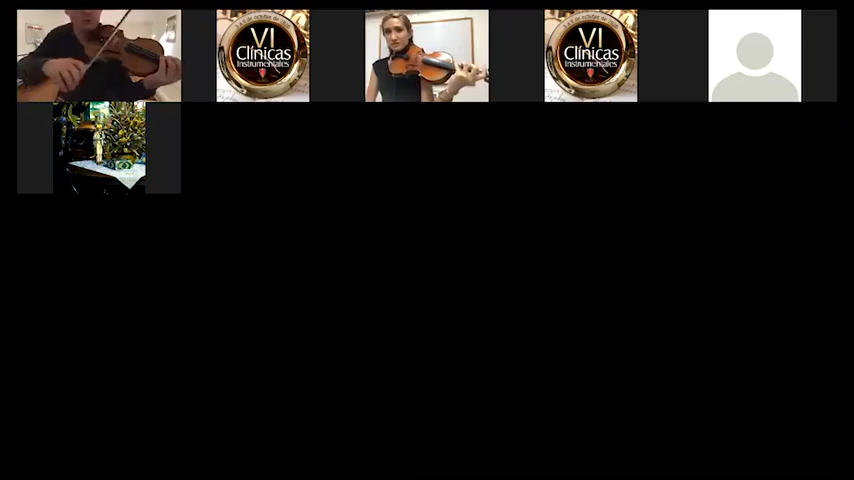 VI
Clínicas
Instrumentales
VI
Clínicas
Instrumentales